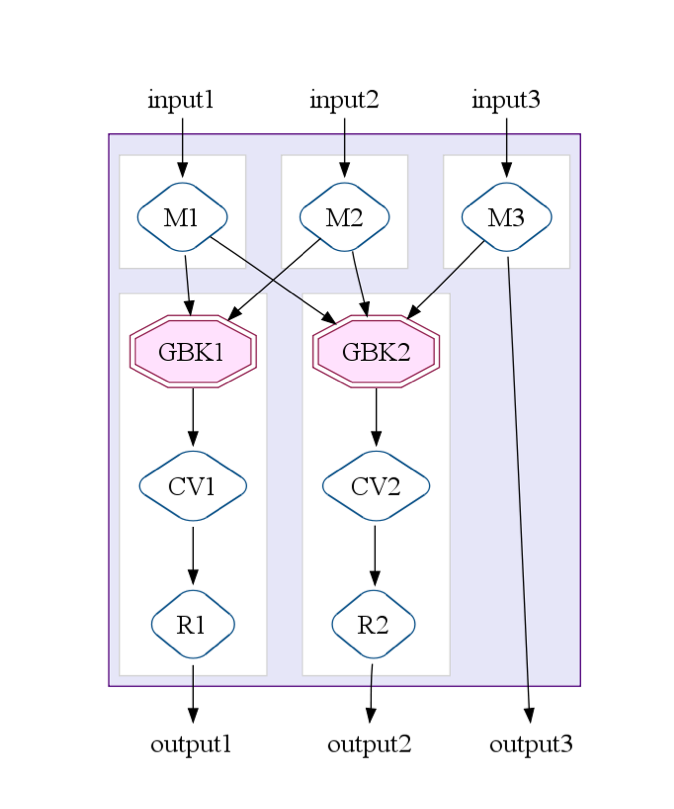 input1
input2
input3
M1
M2
M3
GBK1
GBK2
CV1
CV2
R1
R2
output1
output2
output3